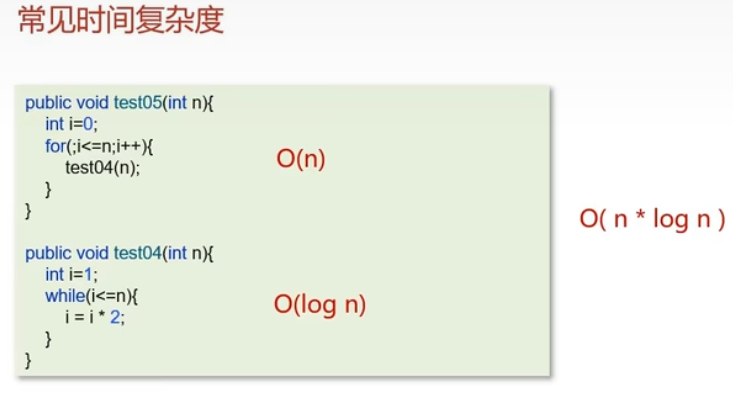 常见时间复杂度
public void test05(int n){
int i=0;
for(;i<=n;i++){
test04(n);
}
}
O(n)
public void test04(int n){
int i=1;
while(i<=n){
i = i * 2;
}
}
O(log n)
O( n * log n )